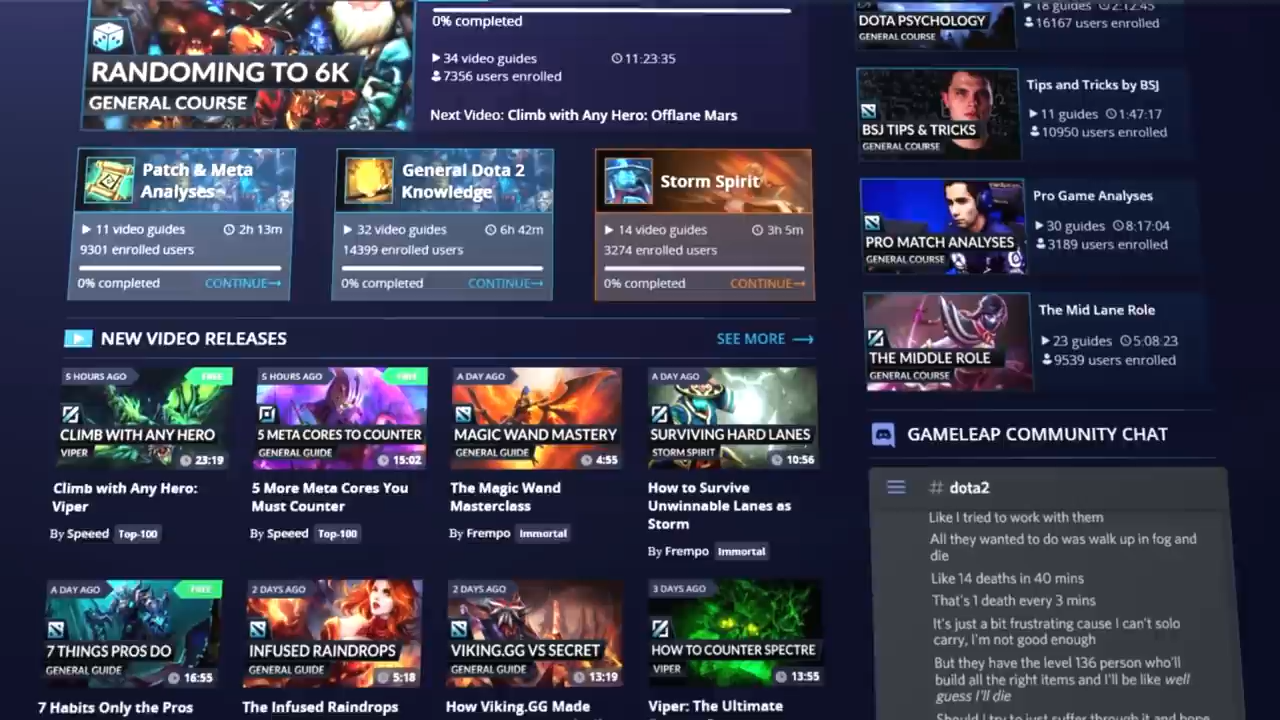 RANDOMING TO 6K
GENERAL COURSE
0% completed
34 video guides 11:23:35
7356 users enrolled
Next Video: Climb with Any Hero: Offlane Mars
Patch & Meta
Analyses
11 video guides 2h 13m
9301 enrolled users
0% completed CONTINUE→
General Dota 2
Knowledge
32 video guides 6h 42m
14399 enrolled users
0% completed CONTINUE→
Storm Spirit
14 video guides 3h 5m
3274 enrolled users
0% completed CONTINUE→
NEW VIDEO RELEASES
SEE MORE →
5 HOURS AGO FREE
CLIMB WITH ANY HERO
VIPER 23:19
Climb with Any Hero:
Viper
By Speeed Top-100
5 HOURS AGO FREE
5 META CORES TO COUNTER
GENERAL GUIDE 15:02
5 More Meta Cores You
Must Counter
By Speeed Top-100
A DAY AGO
MAGIC WAND MASTERY
GENERAL GUIDE 4:55
The Magic Wand
Masterclass
By Frempo Immortal
A DAY AGO
SURVIVING HARD LANES
STORM SPIRIT 10:56
How to Survive
Unwinnable Lanes as
Storm
By Frempo Immortal
A DAY AGO FREE
7 THINGS PROS DO
GENERAL GUIDE 16:55
7 Habits Only the Pros
2 DAYS AGO
INFUSED RAINDROPS
GENERAL GUIDE 5:18
The Infused Raindrops
2 DAYS AGO
VIKING.GG VS SECRET
GENERAL GUIDE 13:19
How Viking.GG Made
3 DAYS AGO
HOW TO COUNTER SPECTRE
VIPER 13:55
Viper: The Ultimate
DOTA PSYCHOLOGY
GENERAL COURSE
18 guides 2:12:45
16167 users enrolled
BSJ TIPS & TRICKS
GENERAL COURSE
Tips and Tricks by BSJ
11 guides 1:47:17
10950 users enrolled
PRO MATCH ANALYSES
GENERAL COURSE
Pro Game Analyses
30 guides 8:17:04
3189 users enrolled
THE MIDDLE ROLE
GENERAL COURSE
The Mid Lane Role
23 guides 5:08:23
9539 users enrolled
GAMELEAP COMMUNITY CHAT
# dota2
Like I tried to work with them
All they wanted to do was walk up in fog and
die
Like 14 deaths in 40 mins
That's 1 death every 3 mins
It's just a bit frustrating cause I can't solo
carry, I'm not good enough
But they have the level 136 person who'll
build all the right items and I'll be like well
guess I'll die
Should I try to just suffer through it and hope